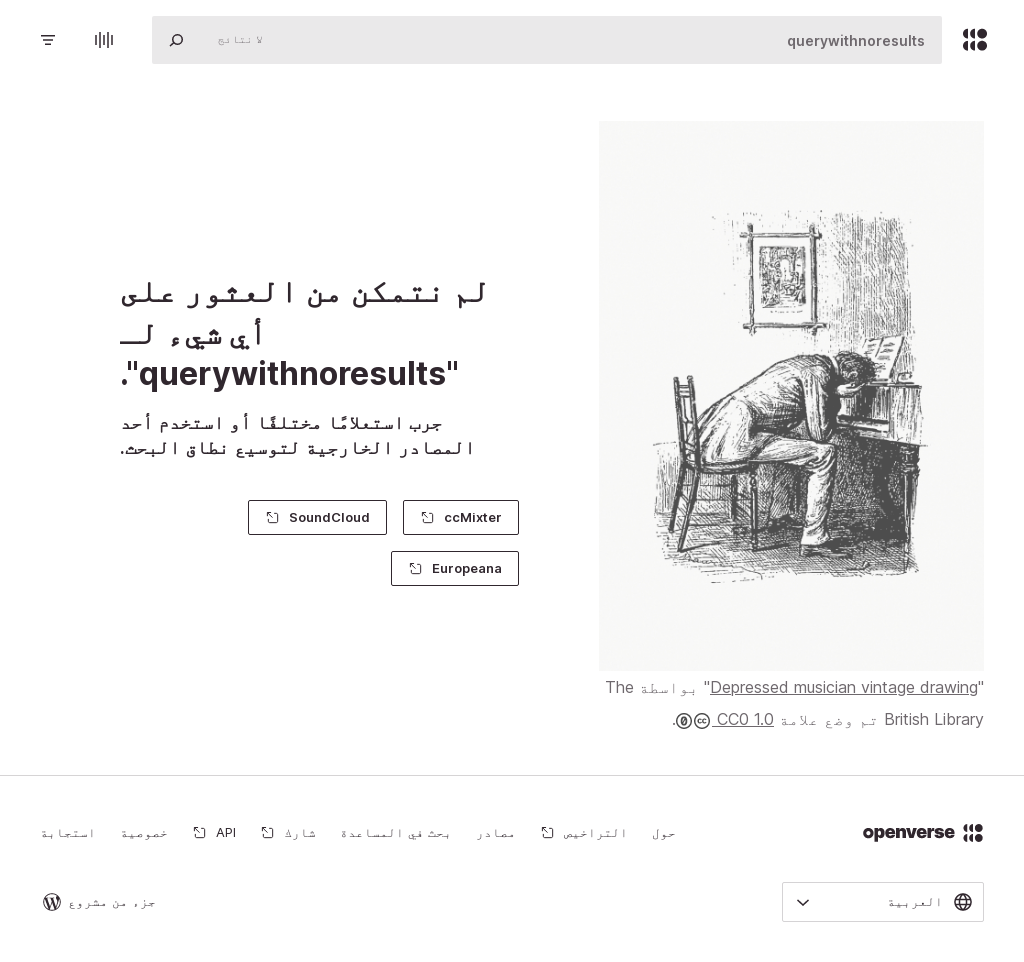 querywithnoresults
لا نتائج
لم نتمكن من العثور على
أي شيء لـ
"querywithnoresults".
جرب استعلامًا مختلفًا أو استخدم أحد
المصادر الخارجية لتوسيع نطاق البحث.
ccMixter
SoundCloud
Europeana
"Depressed musician vintage drawing" بواسطة The
British Library تم وضع علامة CC0 1.0.
openverse
حول
التراخيص
مصادر
بحث في المساعدة
شارك
API
خصوصية
استجابة
العربية
جزء من مشروع